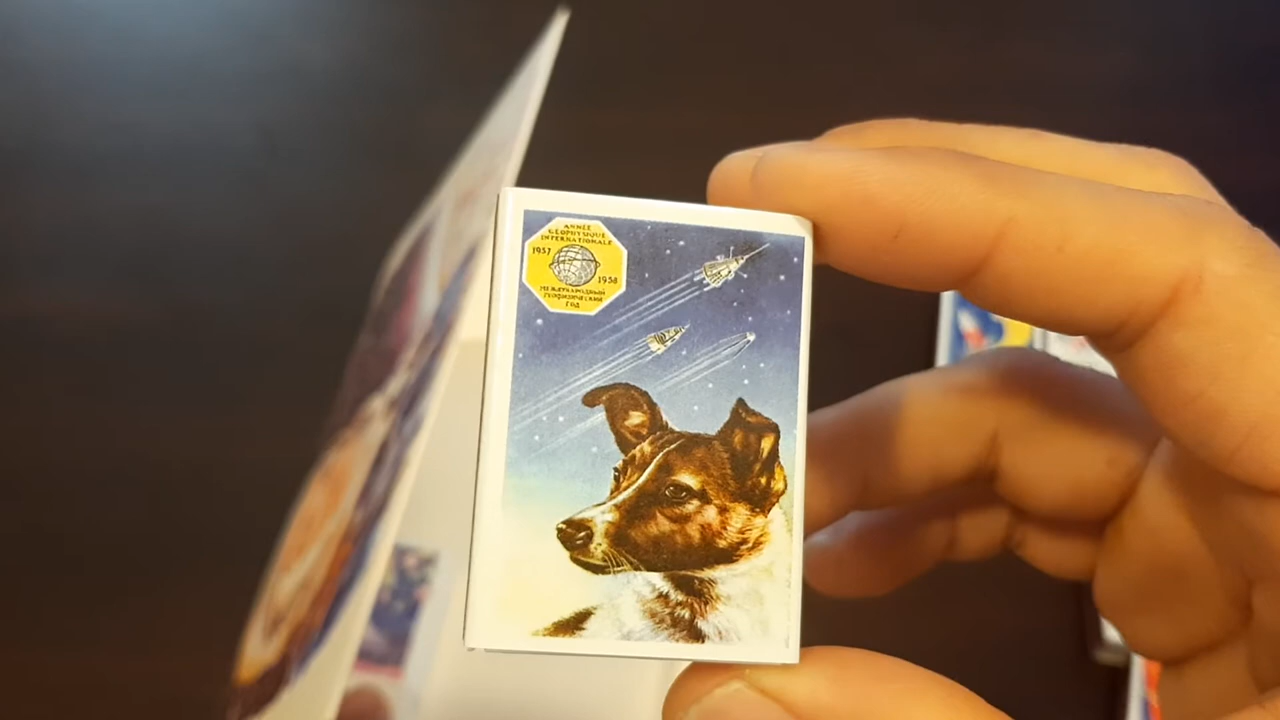 ANNÉE
GÉOPHYSIQUE
INTERNATIONALE
1957
1958
МЕЖДУНАРОДНЫЙ
ГЕОФИЗИЧЕСКИЙ
ГОД